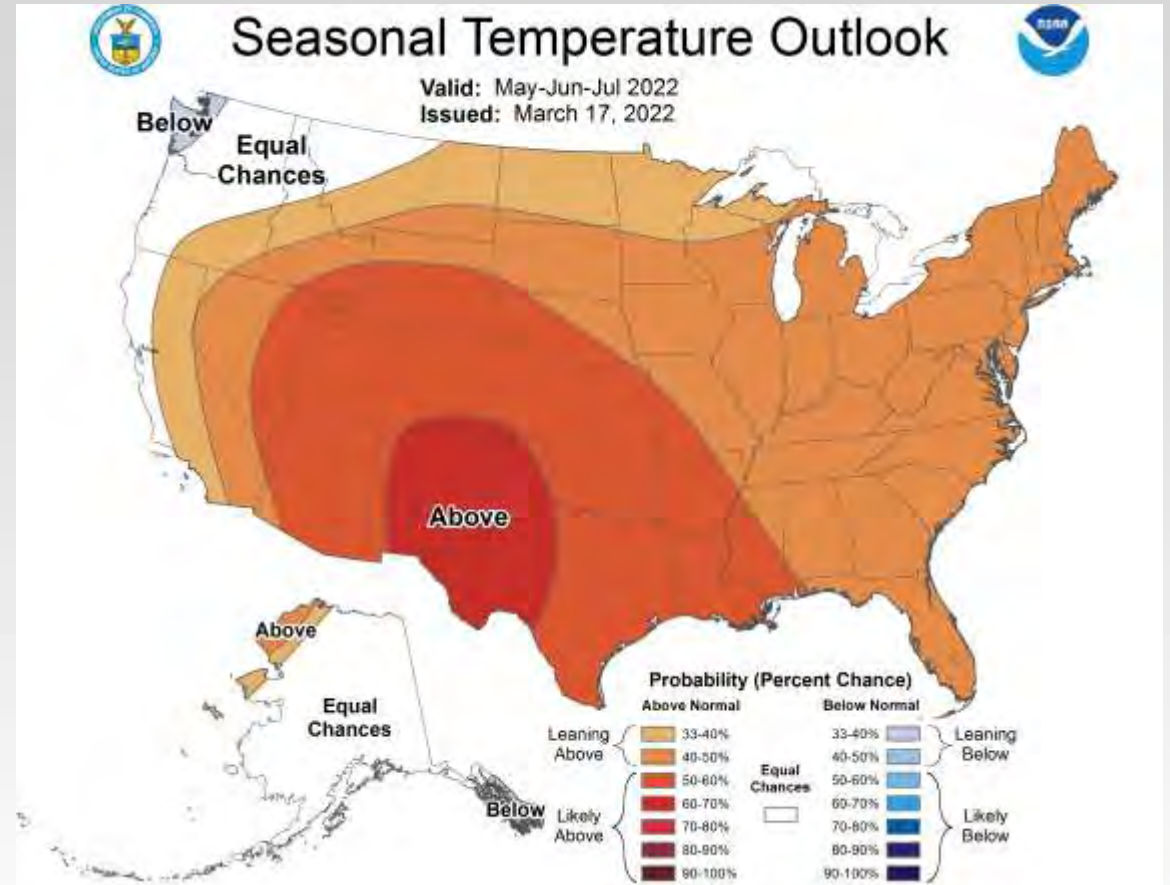 Seasonal Temperature Outlook
NOAA
Valid: May-Jun-Jul 2022
Issued: March 17, 2022
Below
Equal
Chances
Above
Above
Equal
Chances
Below
Probability (Percent Chance)
Above Normal
Below Normal
Leaning
Above
33-40%
40-50%
Likely
Above
50-60%
60-70%
70-80%
80-90%
90-100%
Equal
Chances
33-40%
40-50%
Leaning
Below
50-60%
60-70%
70-80%
80-90%
90-100%
Likely
Below